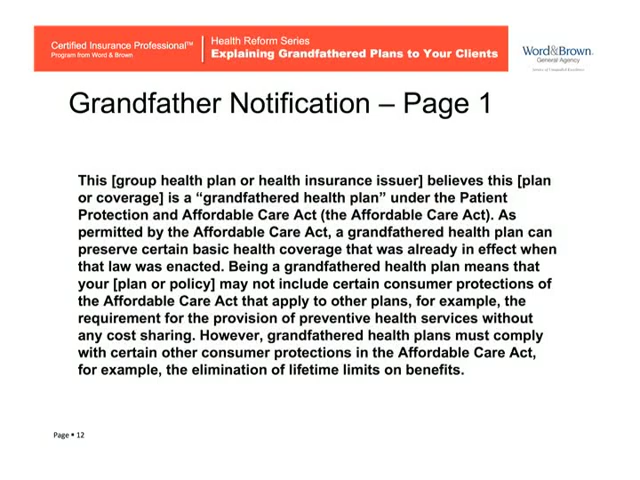 Certified Insurance Professional™
Program from Word & Brown
Health Reform Series
Explaining Grandfathered Plans to Your Clients
Word&Brown.
General Agency
Grandfather Notification – Page 1
This [group health plan or health insurance issuer] believes this [plan
or coverage] is a “grandfathered health plan” under the Patient
Protection and Affordable Care Act (the Affordable Care Act). As
permitted by the Affordable Care Act, a grandfathered health plan can
preserve certain basic health coverage that was already in effect when
that law was enacted. Being a grandfathered health plan means that
your [plan or policy] may not include certain consumer protections of
the Affordable Care Act that apply to other plans, for example, the
requirement for the provision of preventive health services without
any cost sharing. However, grandfathered health plans must comply
with certain other consumer protections in the Affordable Care Act,
for example, the elimination of lifetime limits on benefits.
Page ▪ 12